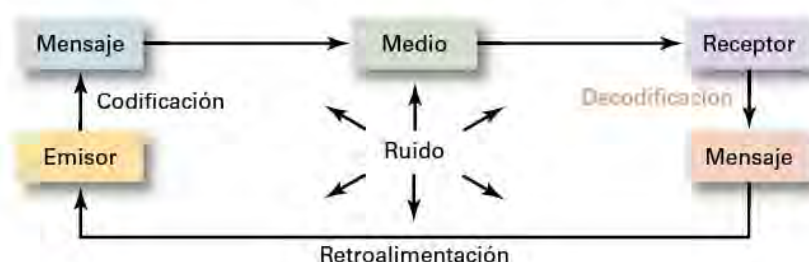 Mensaje
Medio
Receptor
Codificación
Decodificación
Emisor
Ruido
Mensaje
Retroalimentación